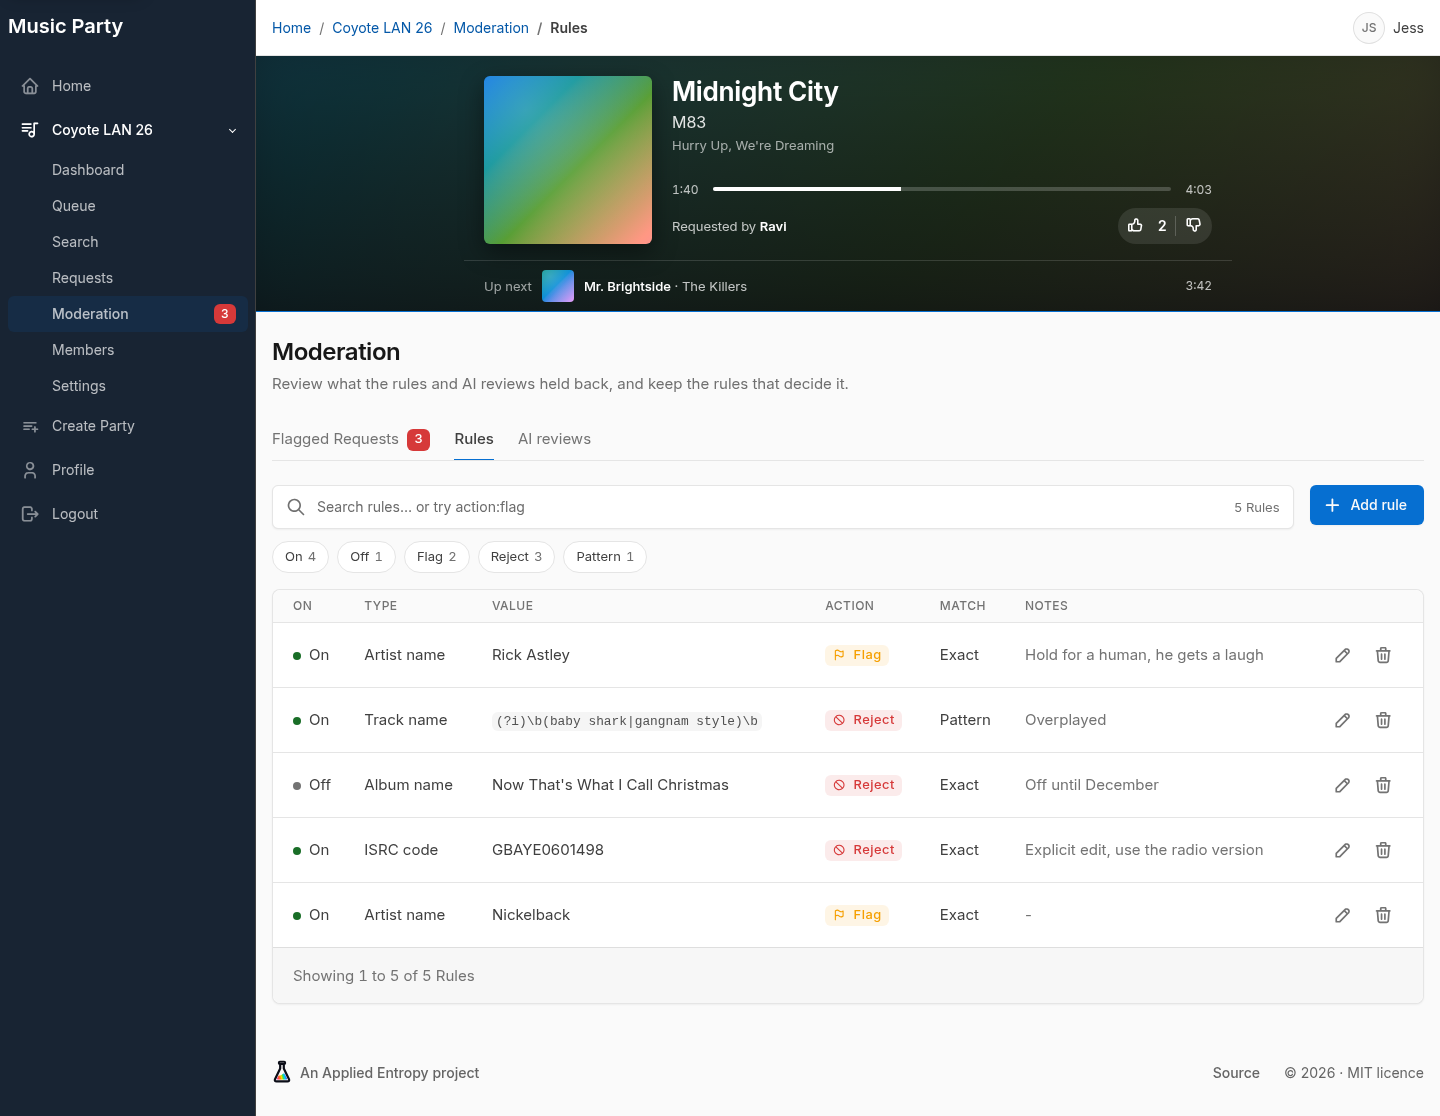 Music Party
Home
Coyote LAN 26
Dashboard
Queue
Search
Requests
Moderation 3
Members
Settings
Create Party
Profile
Logout
Home / Coyote LAN 26 / Moderation / Rules
JS Jess
Midnight City
M83
Hurry Up, We're Dreaming
1:40 4:03
Requested by Ravi 2
Up next Mr. Brightside · The Killers 3:42
Moderation
Review what the rules and AI reviews held back, and keep the rules that decide it.
Flagged Requests 3 Rules AI reviews
Search rules... or try action:flag 5 Rules
Add rule
On 4 Off 1 Flag 2 Reject 3 Pattern 1
ON TYPE VALUE ACTION MATCH NOTES
On Artist name Rick Astley Flag Exact Hold for a human, he gets a laugh
On Track name (?i)\b(baby shark|gangnam style)\b Reject Pattern Overplayed
Off Album name Now That's What I Call Christmas Reject Exact Off until December
On ISRC code GBAYE0601498 Reject Exact Explicit edit, use the radio version
On Artist name Nickelback Flag Exact -
Showing 1 to 5 of 5 Rules
An Applied Entropy project
Source © 2026 · MIT licence